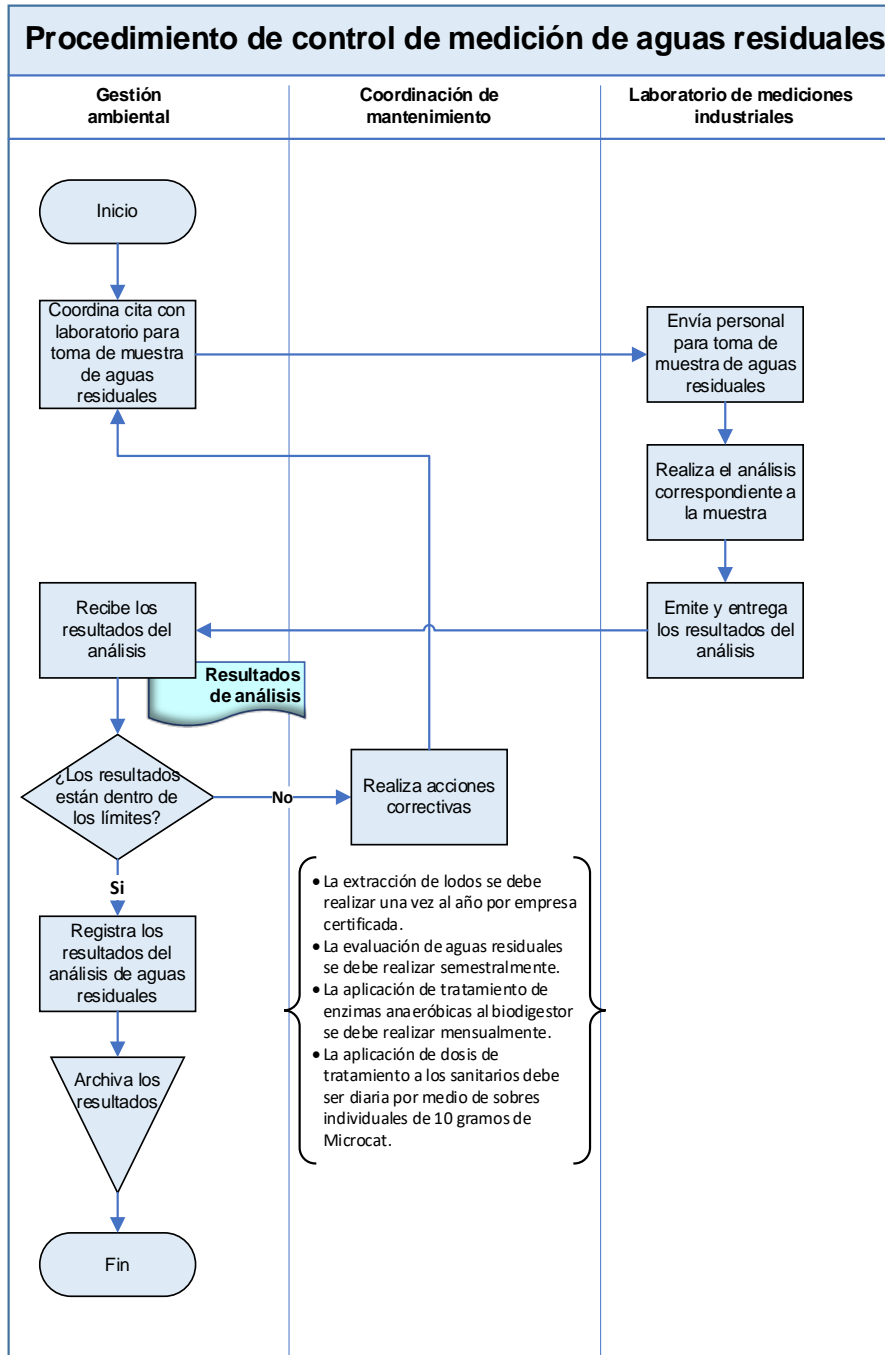 Procedimiento de control de medición de aguas residuales
Gestión
ambiental
Coordinación de
mantenimiento
Laboratorio de mediciones
industriales
Inicio
Coordina cita con
laboratorio para
toma de muestra
de aguas
residuales
Envía personal
para toma de
muestra de aguas
residuales
Realiza el análisis
correspondiente a
la muestra
Emite y entrega
los resultados del
análisis
Recibe los
resultados del
análisis
Resultados
de análisis
¿Los resultados
están dentro de
los límites?
No
Realiza acciones
correctivas
Si
• La extracción de lodos se debe
realizar una vez al año por empresa
certificada.
• La evaluación de aguas residuales
se debe realizar semestralmente.
• La aplicación de tratamiento de
enzimas anaeróbicas al biodigestor
se debe realizar mensualmente.
• La aplicación de dosis de
tratamiento a los sanitarios debe
ser diaria por medio de sobres
individuales de 10 gramos de
Microcat.
Registra los
resultados del
análisis de aguas
residuales
Archiva los
resultados
Fin